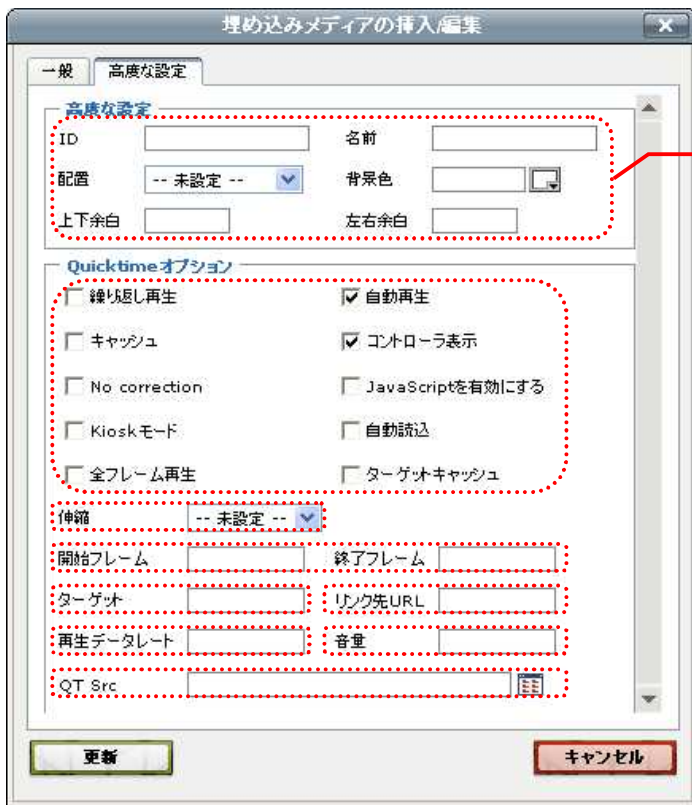 埋め込みメディアの挿入/編集
一般 高度な設定
高度な設定
ID 名前
配置 -- 未設定 -- 背景色
上下余白 左右余白
Quicktimeオプション
繰り返し再生 自動再生
キャッシュ コントローラ表示
No correction JavaScriptを有効にする
Kioskモード 自動読込
全フレーム再生 ターゲットキャッシュ
伸縮 -- 未設定 --
開始フレーム 終了フレーム
ターゲット リンク先URL
再生データレート 音量
QT Src
更新 キャンセル